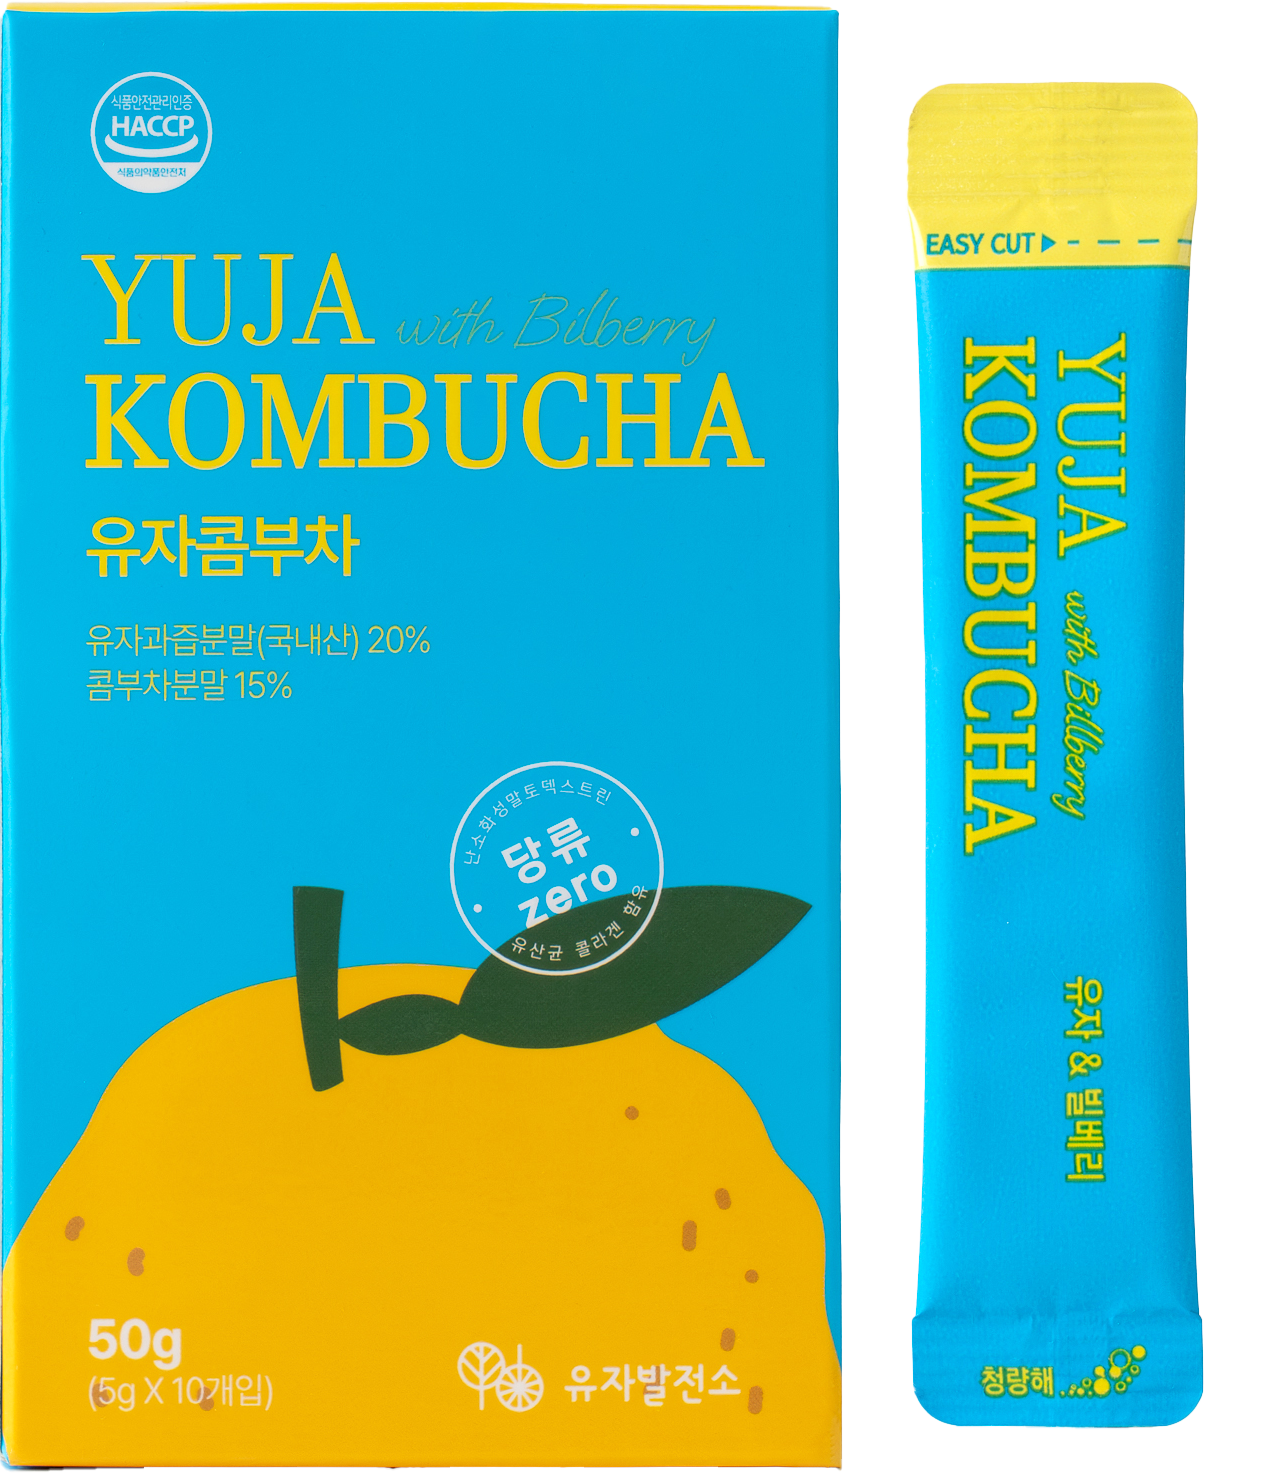 식품안전관리인증
HACCP
식품의약품안전처
YUJA with Bilberry
KOMBUCHA
유자콤부차
유자과즙분말(국내산) 20%
콤부차분말 15%
난소화성말토덱스트린
당류
zero
유산균 콜라겐 함유
50g
(5g X 10개입)
유자발전소
EASY CUT
YUJA with Bilberry
KOMBUCHA
유자 & 빌베리
청량해